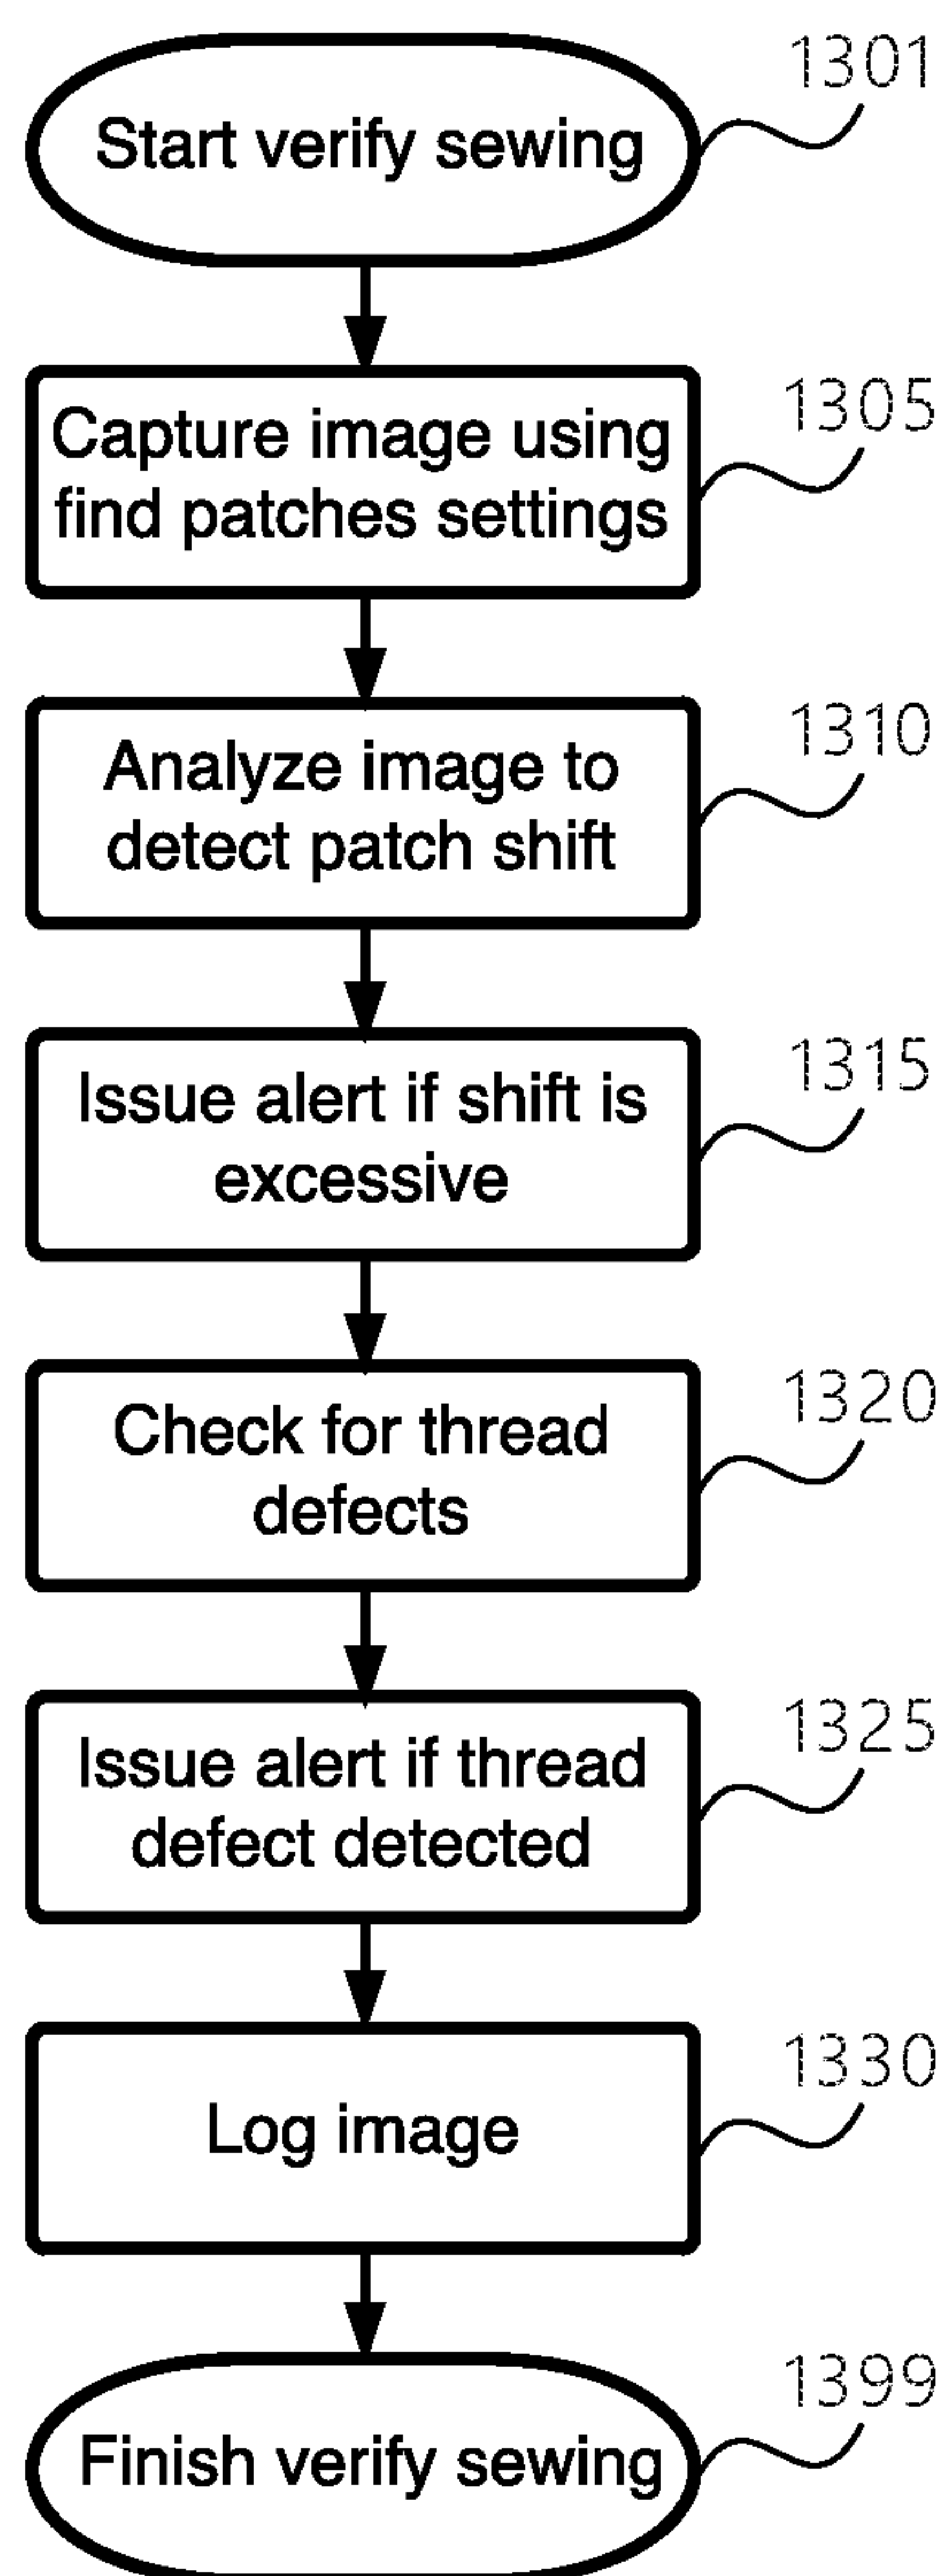 1301
Start verify sewing
1305
Capture image using
find patches settings
1310
Analyze image to
detect patch shift
1315
Issue alert if shift is
excessive
1320
Check for thread
defects
1325
Issue alert if thread
defect detected
1330
Log image
1399
Finish verify sewing